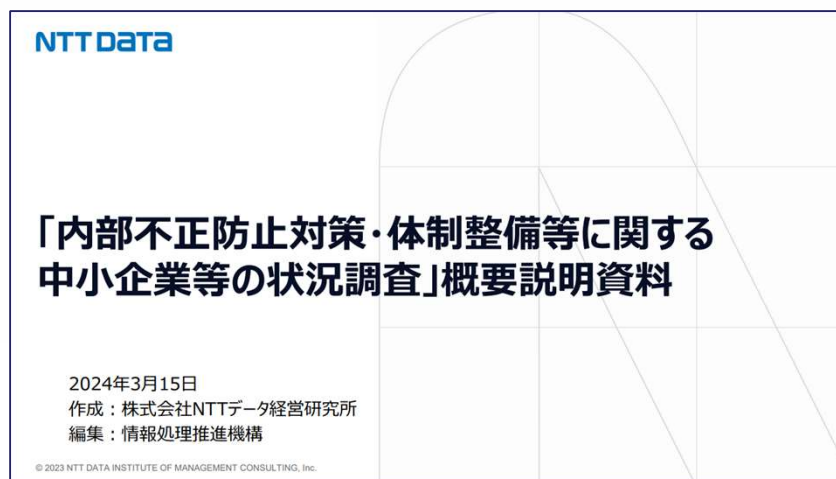 NTT DATA
「内部不正防止対策・体制整備等に関する
中小企業等の状況調査」概要説明資料
2024年3月15日
作成：株式会社NTTデータ経営研究所
編集：情報処理推進機構
© 2023 NTT DATA INSTITUTE OF MANAGEMENT CONSULTING, Inc.